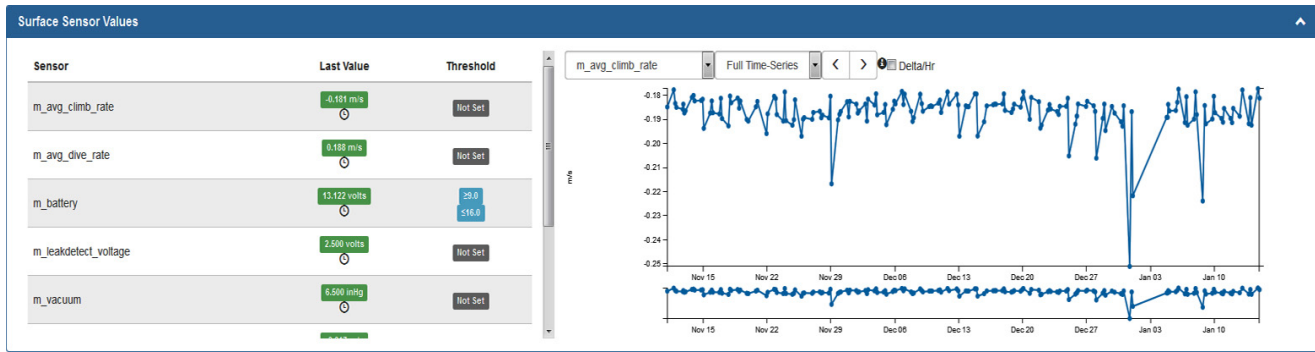 Surface Sensor Values
Sensor Last Value Threshold
m_avg_climb_rate -0.181 m/s Not Set
m_avg_dive_rate 0.188 m/s Not Set
m_battery 13.122 volts ≥9.0
≤16.0
m_leakdetect_voltage 2.500 volts Not Set
m_vacuum 6.500 inHg Not Set
m_avg_climb_rate Full Time-Series < > Delta/Hr
-0.18
-0.19
-0.20
-0.21
-0.22
-0.23
-0.24
-0.25
m/s
Nov 15 Nov 22 Nov 29 Dec 06 Dec 13 Dec 20 Dec 27 Jan 03 Jan 10
Nov 15 Nov 22 Nov 29 Dec 06 Dec 13 Dec 20 Dec 27 Jan 03 Jan 10